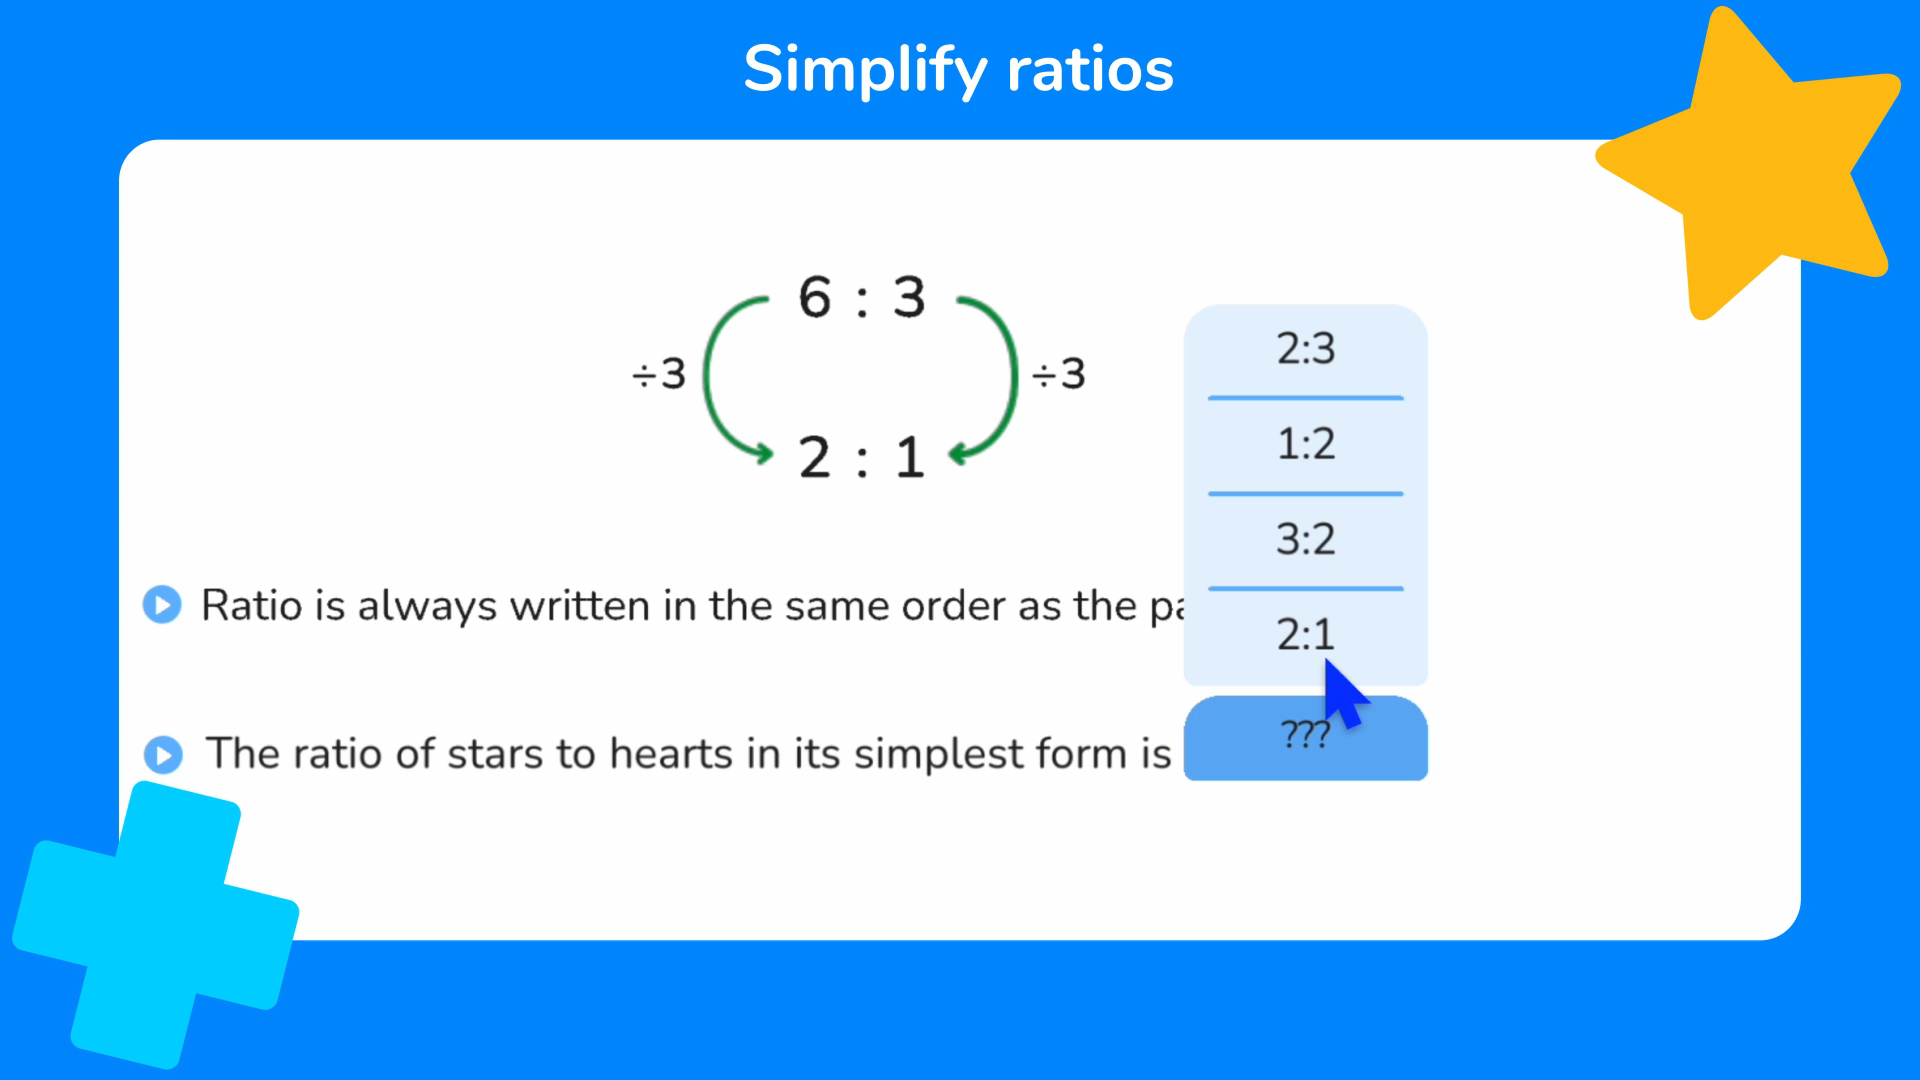 Simplify ratios
6 : 3
÷3 ÷3
2 : 1
2:3
1:2
3:2
2:1
Ratio is always written in the same order as the
The ratio of stars to hearts in its simplest form is ???